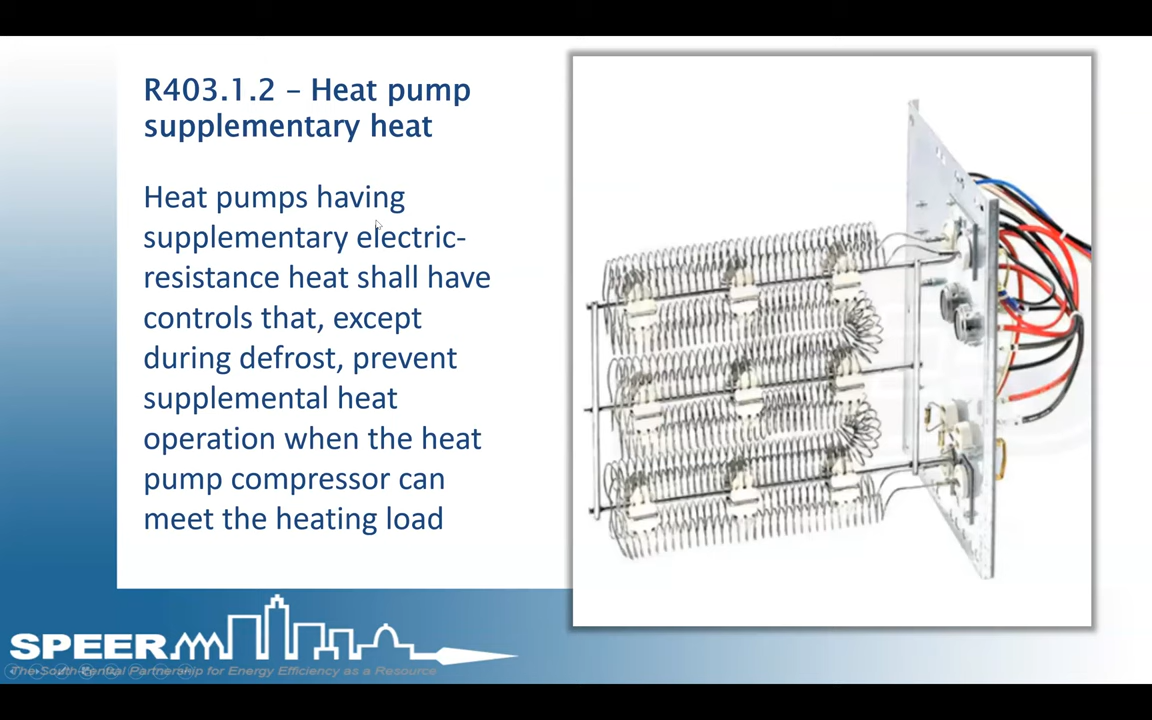 R403.1.2 – Heat pump
supplementary heat
Heat pumps having
supplementary electric-
resistance heat shall have
controls that, except
during defrost, prevent
supplemental heat
operation when the heat
pump compressor can
meet the heating load
SPEER
The South-Central Partnership for Energy Efficiency as a Resource